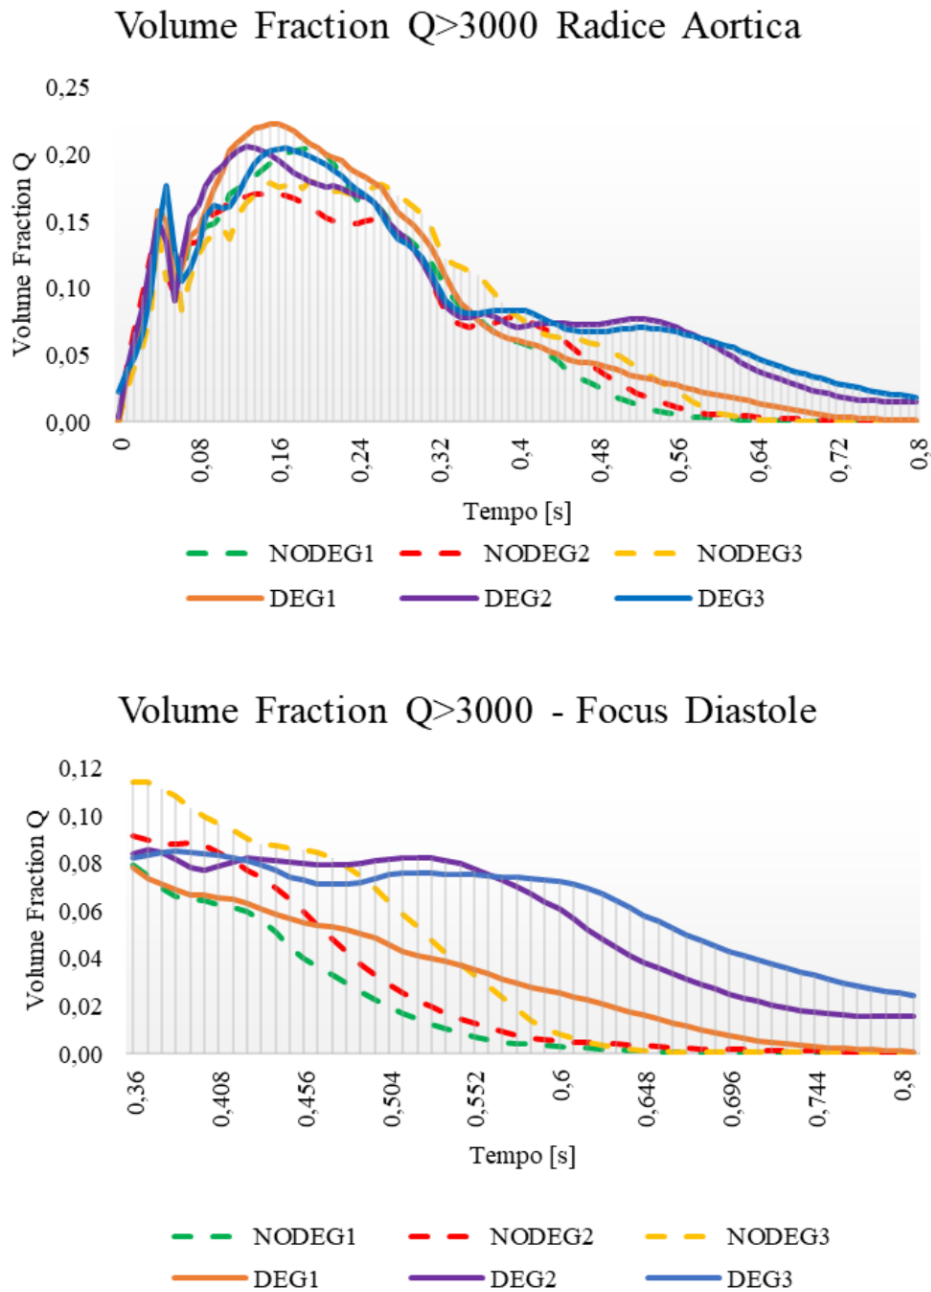 Volume Fraction Q>3000 Radice Aortica
0,25
0,20
0,15
0,10
0,05
0,00
Volume Fraction Q
0 0,08 0,16 0,24 0,32 0,4 0,48 0,56 0,64 0,72 0,8
Tempo [s]
NODEG1 NODEG2 NODEG3
DEG1 DEG2 DEG3
Volume Fraction Q>3000 - Focus Diastole
0,12
0,10
0,08
0,06
0,04
0,02
0,00
Volume Fraction Q
0,36 0,408 0,456 0,504 0,552 0,6 0,648 0,696 0,744 0,8
Tempo [s]
NODEG1 NODEG2 NODEG3
DEG1 DEG2 DEG3